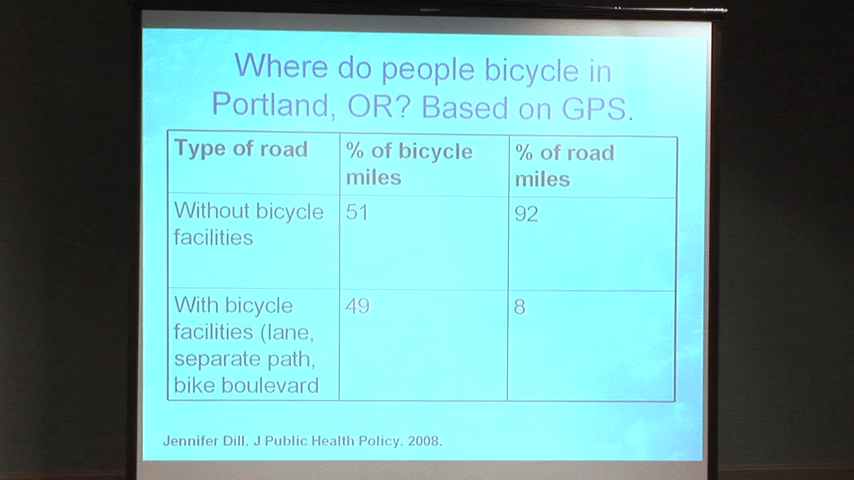 Where do people bicycle in
Portland, OR? Based on GPS.
Type of road
% of bicycle
miles
% of road
miles
Without bicycle
facilities
51
92
With bicycle
facilities (lane,
separate path,
bike boulevard
49
8
Jennifer Dill. J Public Health Policy. 2008.